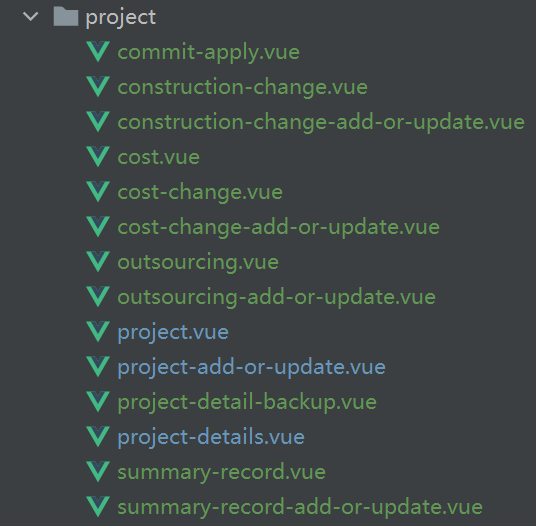 project
commit-apply.vue
construction-change.vue
construction-change-add-or-update.vue
cost.vue
cost-change.vue
cost-change-add-or-update.vue
outsourcing.vue
outsourcing-add-or-update.vue
project.vue
project-add-or-update.vue
project-detail-backup.vue
project-details.vue
summary-record.vue
summary-record-add-or-update.vue